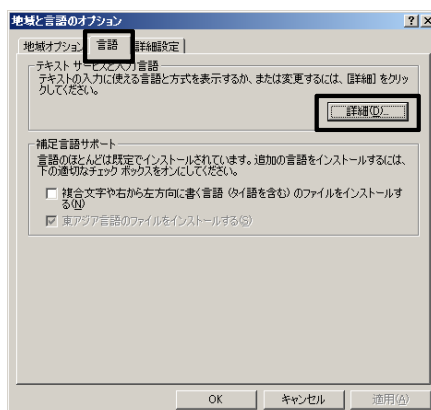 地域と言語のオプション
地域オプション 言語 詳細設定
テキスト サービスと入力言語
テキストの入力に使える言語と方式を表示するか、または変更するには、[詳細] をクリッ
クしてください。
詳細(D)...
補足言語サポート
言語のほとんどは既定でインストールされています。追加の言語をインストールするには、
下の適切なチェック ボックスをオンにしてください。
複合文字や右から左方向に書く言語 (タイ語を含む) のファイルをインストールす
る(N)
東アジア言語のファイルをインストールする(S)
OK キャンセル 適用(A)